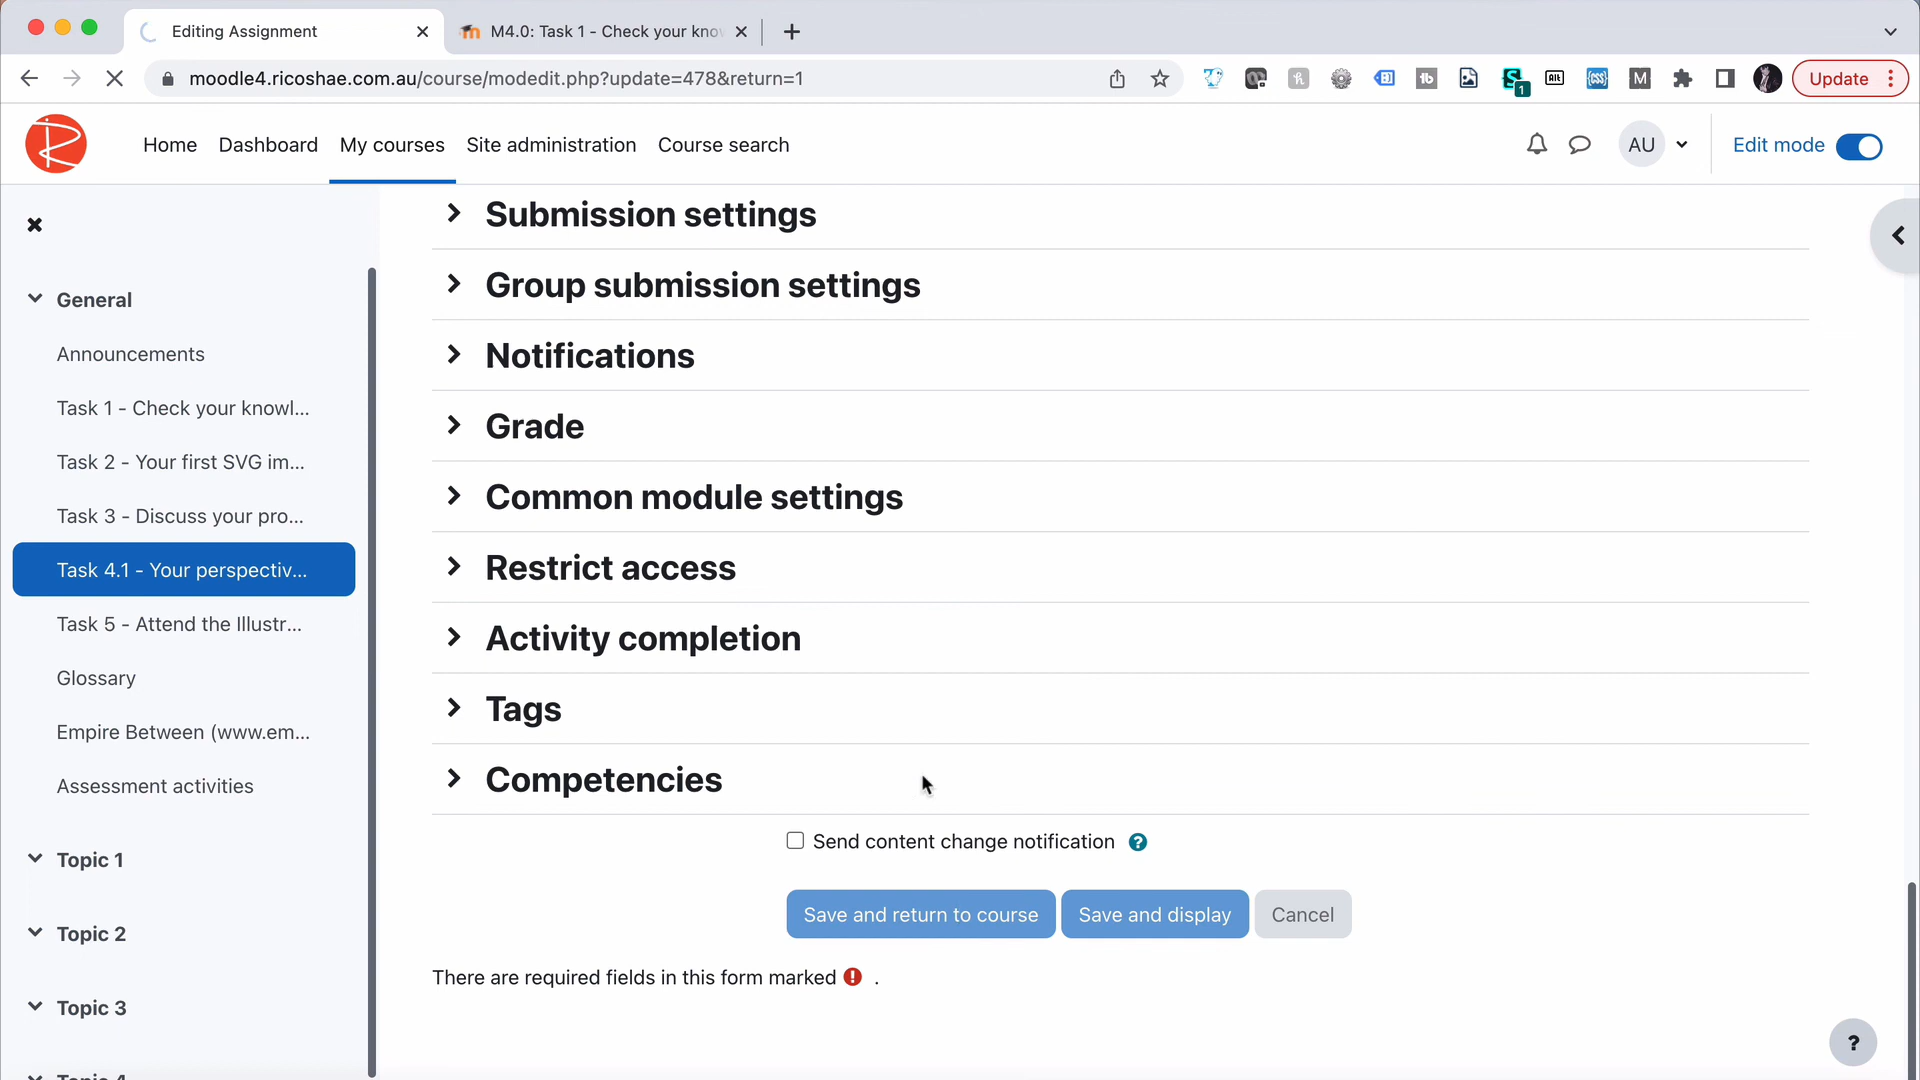 Editing Assignment
M4.0: Task 1 - Check your know
moodle4.ricoshae.com.au/course/modedit.php?update=478&return=1
1
Alt
M
Update
Home
Dashboard
My courses
Site administration
Course search
AU
Edit mode
General
Announcements
Task 1 - Check your knowl...
Task 2 - Your first SVG im...
Task 3 - Discuss your pro...
Task 4.1 - Your perspectiv...
Task 5 - Attend the Illustr...
Glossary
Empire Between (www.em...
Assessment activities
Topic 1
Topic 2
Topic 3
Topic 4
Submission settings
Group submission settings
Notifications
Grade
Common module settings
Restrict access
Activity completion
Tags
Competencies
Send content change notification ?
Save and return to course
Save and display
Cancel
There are required fields in this form marked ! .
?